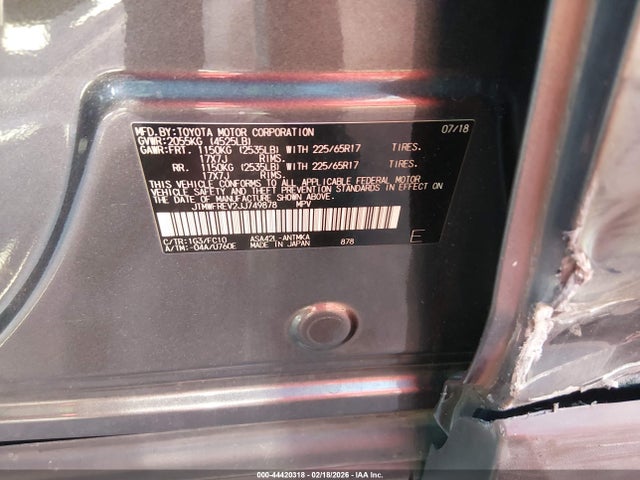 MFD. BY: TOYOTA MOTOR CORPORATION 07/18
GVWR: 2055KG (4525LB)
GAWR: FRT. 1150KG (2535LB) WITH 225/65R17 TIRES.
17X7J RIMS.
RR. 1150KG (2535LB) WITH 225/65R17 TIRES.
17X7J RIMS.
THIS VEHICLE CONFORMS TO ALL APPLICABLE FEDERAL MOTOR
VEHICLE SAFETY AND THEFT PREVENTION STANDARDS IN EFFECT ON
THE DATE OF MANUFACTURE SHOWN ABOVE.
JTMWFREV2JJ749878 MPV
C/TR: 1G3/FC10 ASA42L-ANTMKA 878 E
A/TM: -04A/U760E MADE IN JAPAN
000-44420318 - 02/18/2026 - IAA Inc.